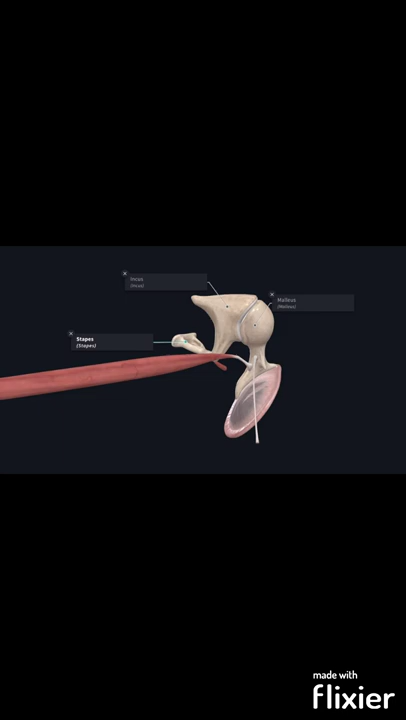 Incus
(Incus)
Malleus
(Malleus)
Stapes
(Stapes)
made with
flixier